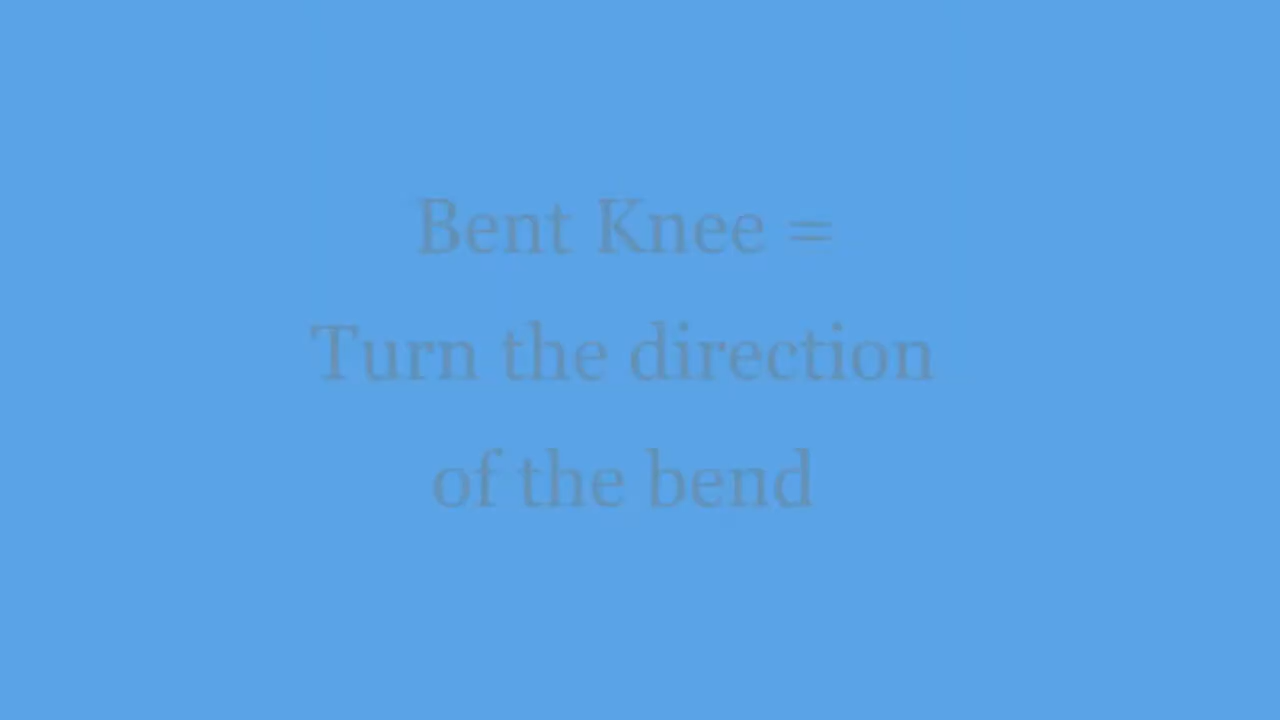 Bent Knee =
Turn the direction
of the bend